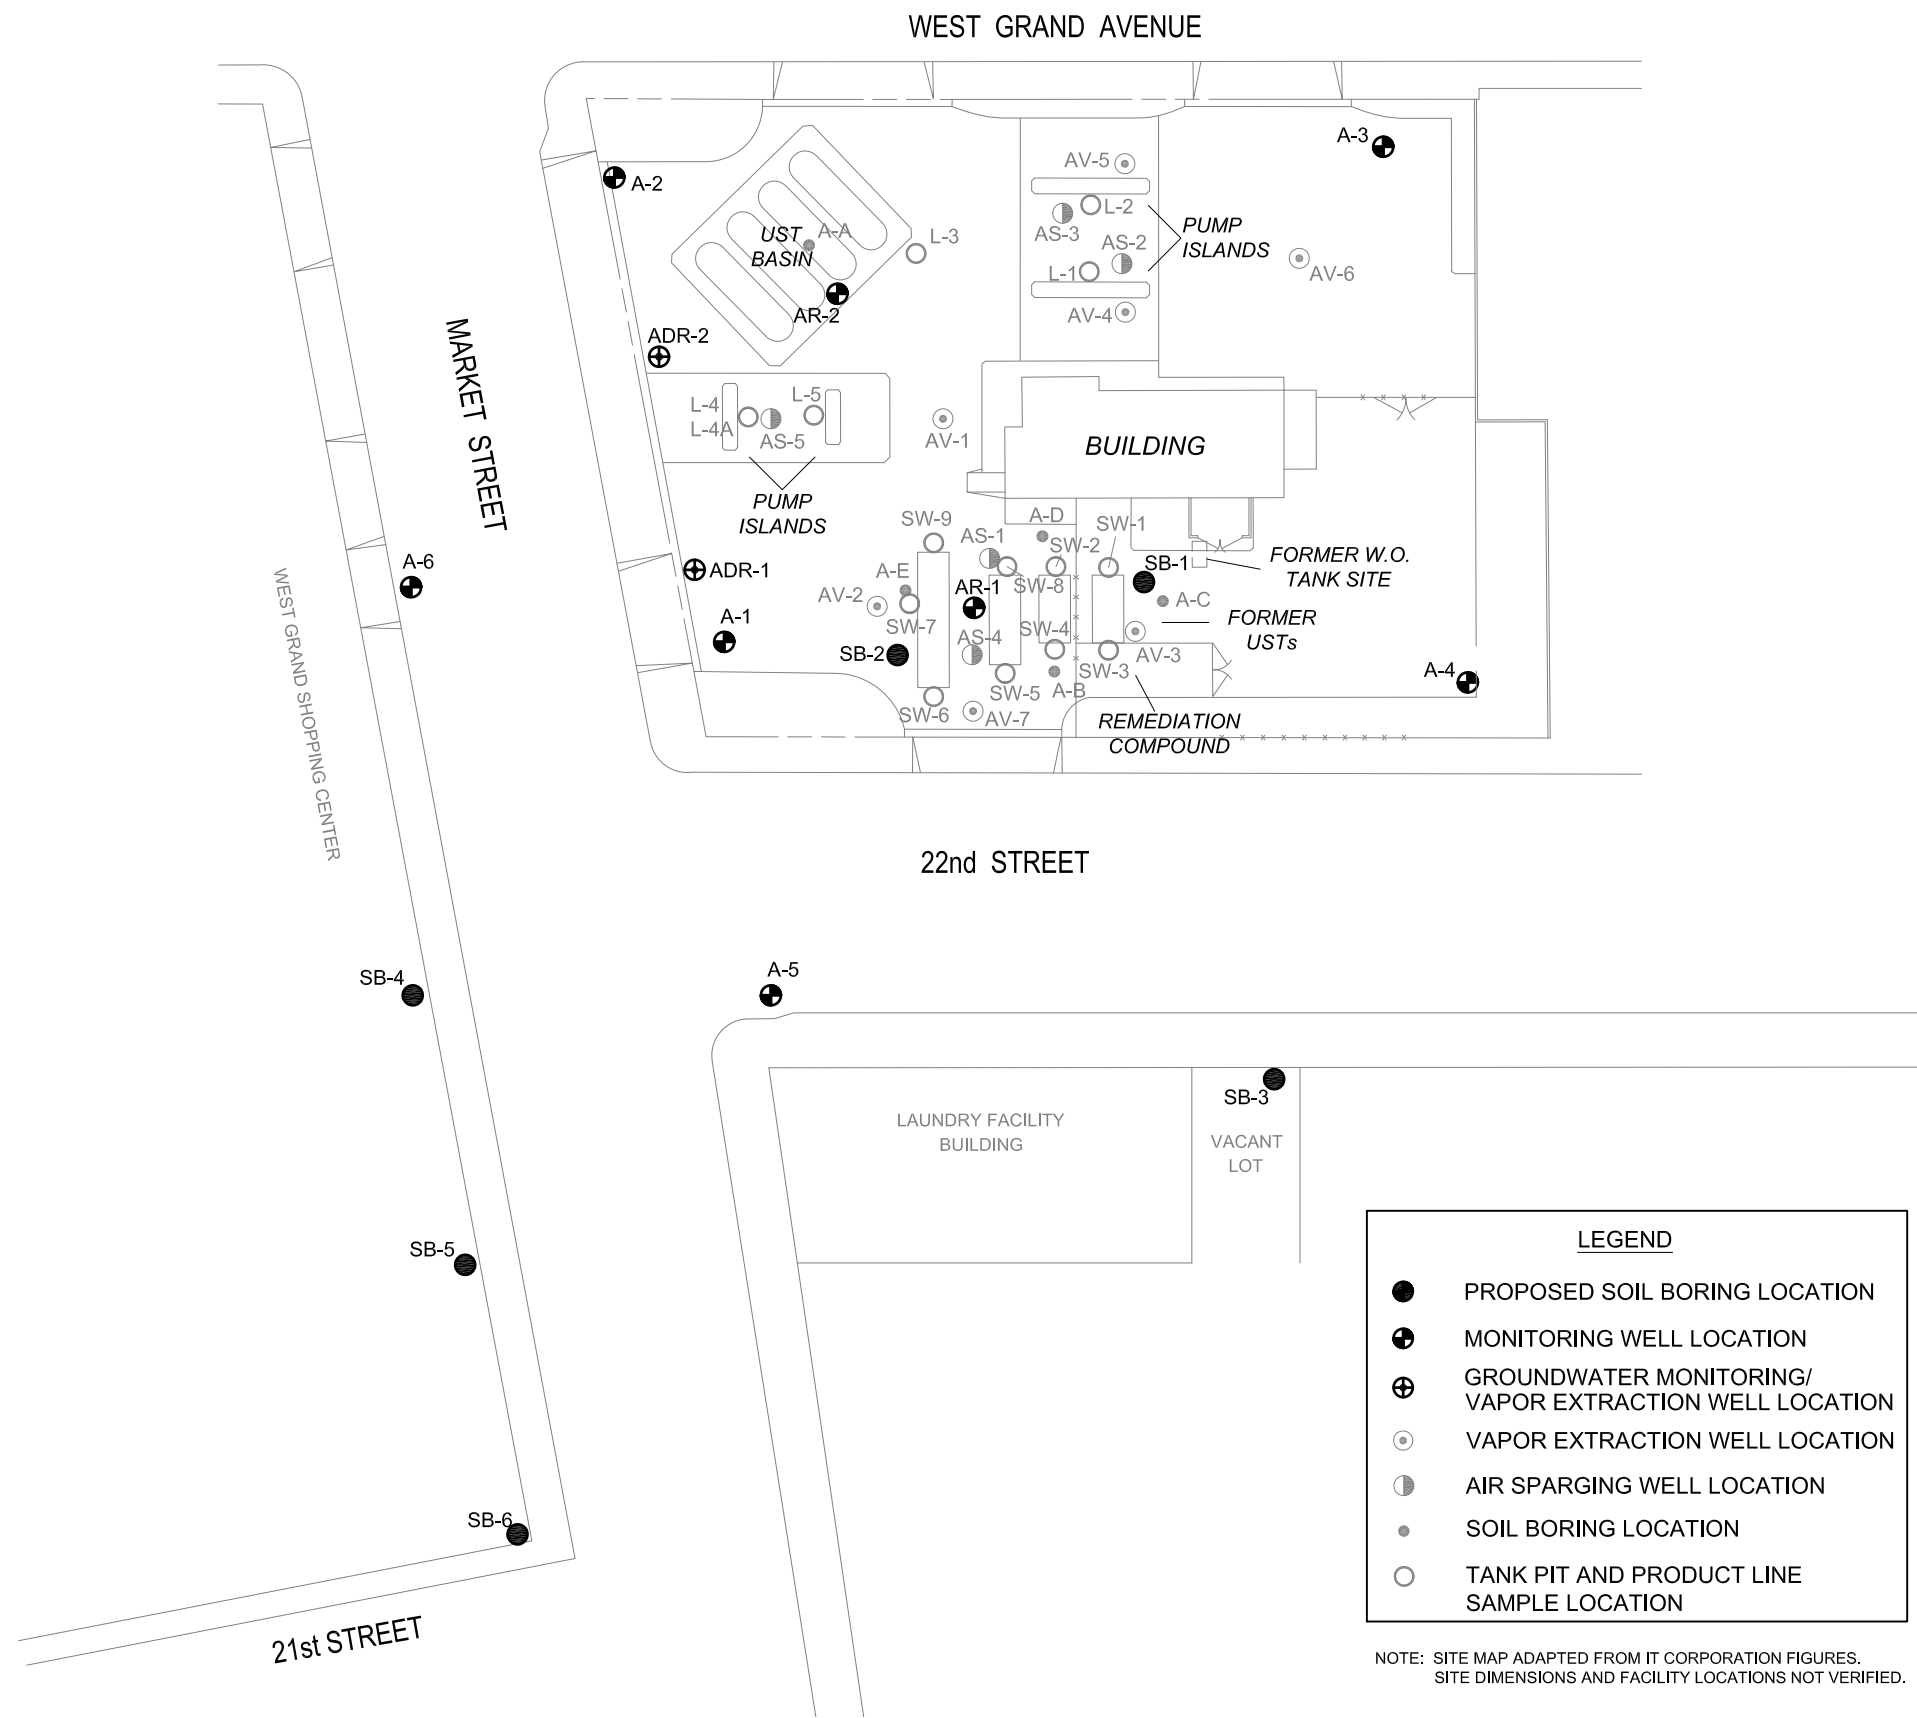 WEST GRAND AVENUE
A-3
AV-5
A-2
L-2
PUMP
ISLANDS
AS-3
UST
BASIN
A-A
L-3
AS-2
L-1
AV-6
AR-2
AV-4
MARKET STREET
ADR-2
L-4
L-4A
L-5
AS-5
AV-1
BUILDING
PUMP
ISLANDS
SW-9
A-D
SW-1
AS-1
SW-2
FORMER W.O.
TANK SITE
A-6
ADR-1
A-E
SB-1
AR-1
SW-8
AV-2
A-C
A-1
SW-7
SW-4
FORMER
USTs
AS-4
SB-2
AV-3
SW-3
A-4
SW-5
A-B
SW-6
AV-7
REMEDIATION
COMPOUND
WEST GRAND SHOPPING CENTER
22nd STREET
SB-4
A-5
SB-3
LAUNDRY FACILITY
BUILDING
VACANT
LOT
SB-5
SB-6
21st STREET
LEGEND
PROPOSED SOIL BORING LOCATION
MONITORING WELL LOCATION
GROUNDWATER MONITORING/
VAPOR EXTRACTION WELL LOCATION
VAPOR EXTRACTION WELL LOCATION
AIR SPARGING WELL LOCATION
SOIL BORING LOCATION
TANK PIT AND PRODUCT LINE
SAMPLE LOCATION
NOTE: SITE MAP ADAPTED FROM IT CORPORATION FIGURES.
SITE DIMENSIONS AND FACILITY LOCATIONS NOT VERIFIED.